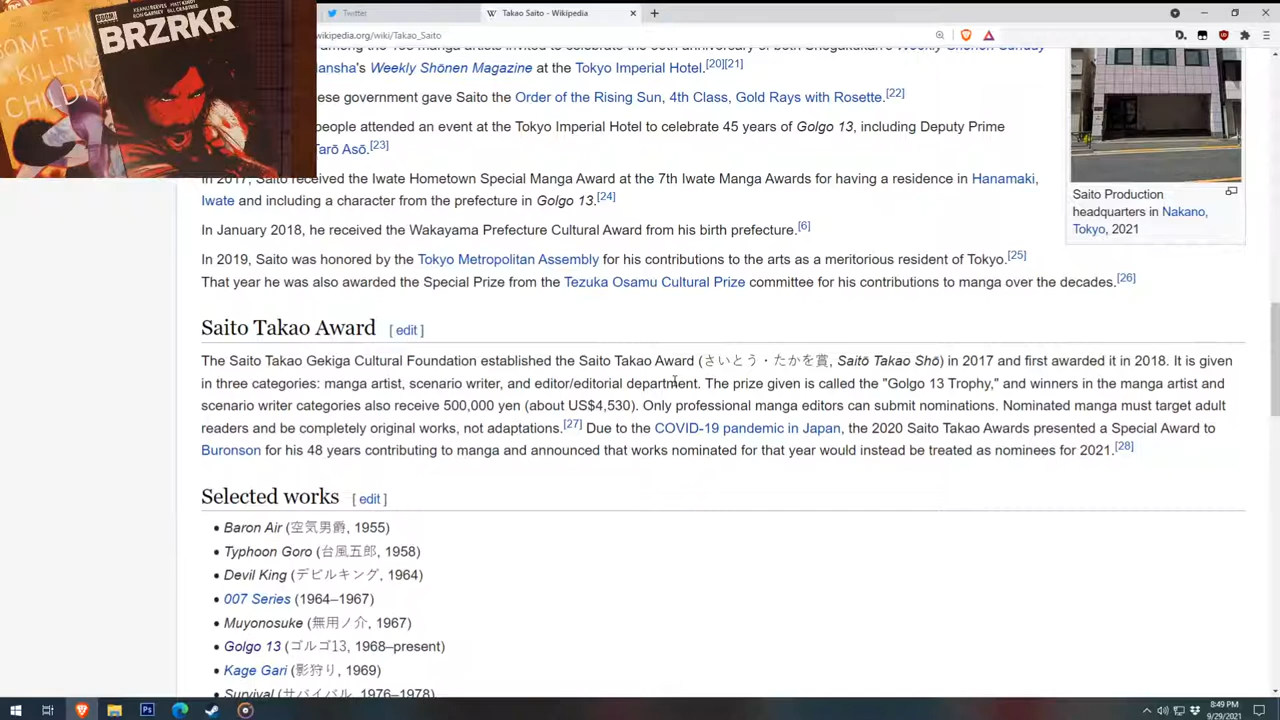 SOMETHING
KILLING
CHILDREN
BOOM!
KEANU REEVES
MATT KINDT
RON GARNEY
BILL CRABTREE
BRZRKR
Twitter
Takao Saito - Wikipedia
wikipedia.org/wiki/Takao_Saito
Weekly Shōnen Magazine at the Tokyo Imperial Hotel.[20][21]
ese government gave Saito the Order of the Rising Sun, 4th Class, Gold Rays with Rosette.[22]
people attended an event at the Tokyo Imperial Hotel to celebrate 45 years of Golgo 13, including Deputy Prime
Tarō Asō.[23]
In 2017, Saito received the Iwate Hometown Special Manga Award at the 7th Iwate Manga Awards for having a residence in Hanamaki,
Iwate and including a character from the prefecture in Golgo 13.[24]
In January 2018, he received the Wakayama Prefecture Cultural Award from his birth prefecture.[6]
In 2019, Saito was honored by the Tokyo Metropolitan Assembly for his contributions to the arts as a meritorious resident of Tokyo.[25]
That year he was also awarded the Special Prize from the Tezuka Osamu Cultural Prize committee for his contributions to manga over the decades.[26]
Saito Production
headquarters in Nakano,
Tokyo, 2021
Saito Takao Award [ edit ]
The Saito Takao Gekiga Cultural Foundation established the Saito Takao Award (さいとう・たかを賞, Saitō Takao Shō) in 2017 and first awarded it in 2018. It is given
in three categories: manga artist, scenario writer, and editor/editorial department. The prize given is called the "Golgo 13 Trophy," and winners in the manga artist and
scenario writer categories also receive 500,000 yen (about US$4,530). Only professional manga editors can submit nominations. Nominated manga must target adult
readers and be completely original works, not adaptations.[27] Due to the COVID-19 pandemic in Japan, the 2020 Saito Takao Awards presented a Special Award to
Buronson for his 48 years contributing to manga and announced that works nominated for that year would instead be treated as nominees for 2021.[28]
Selected works [ edit ]
Baron Air (空気男爵, 1955)
Typhoon Goro (台風五郎, 1958)
Devil King (デビルキング, 1964)
007 Series (1964–1967)
Muyonosuke (無用ノ介, 1967)
Golgo 13 (ゴルゴ13, 1968–present)
Kage Gari (影狩り, 1969)
Survival (サバイバル, 1976–1978)
8:49 PM
9/29/2021